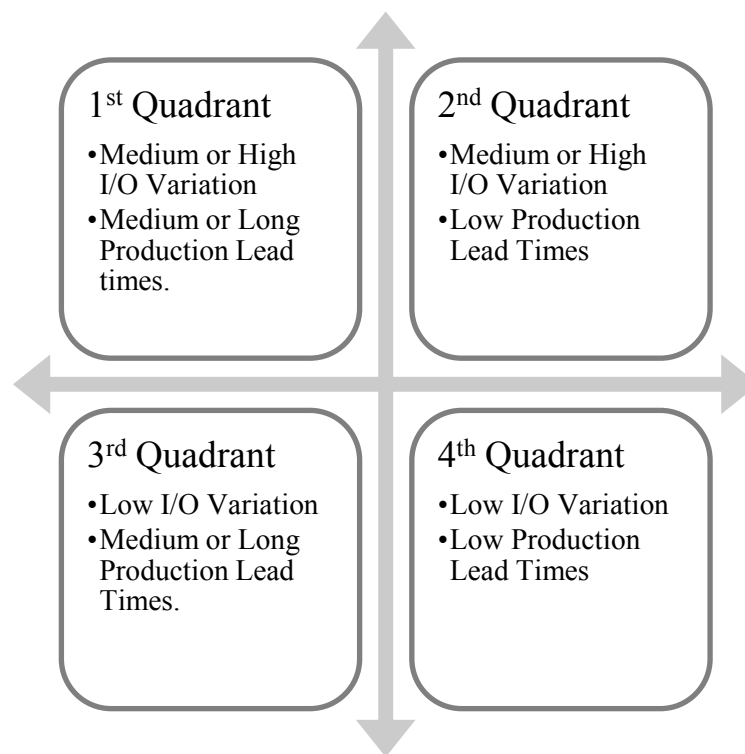 1st Quadrant
•Medium or High
I/O Variation
•Medium or Long
Production Lead
times.
2nd Quadrant
•Medium or High
I/O Variation
•Low Production
Lead Times
3rd Quadrant
•Low I/O Variation
•Medium or Long
Production Lead
Times.
4th Quadrant
•Low I/O Variation
•Low Production
Lead Times